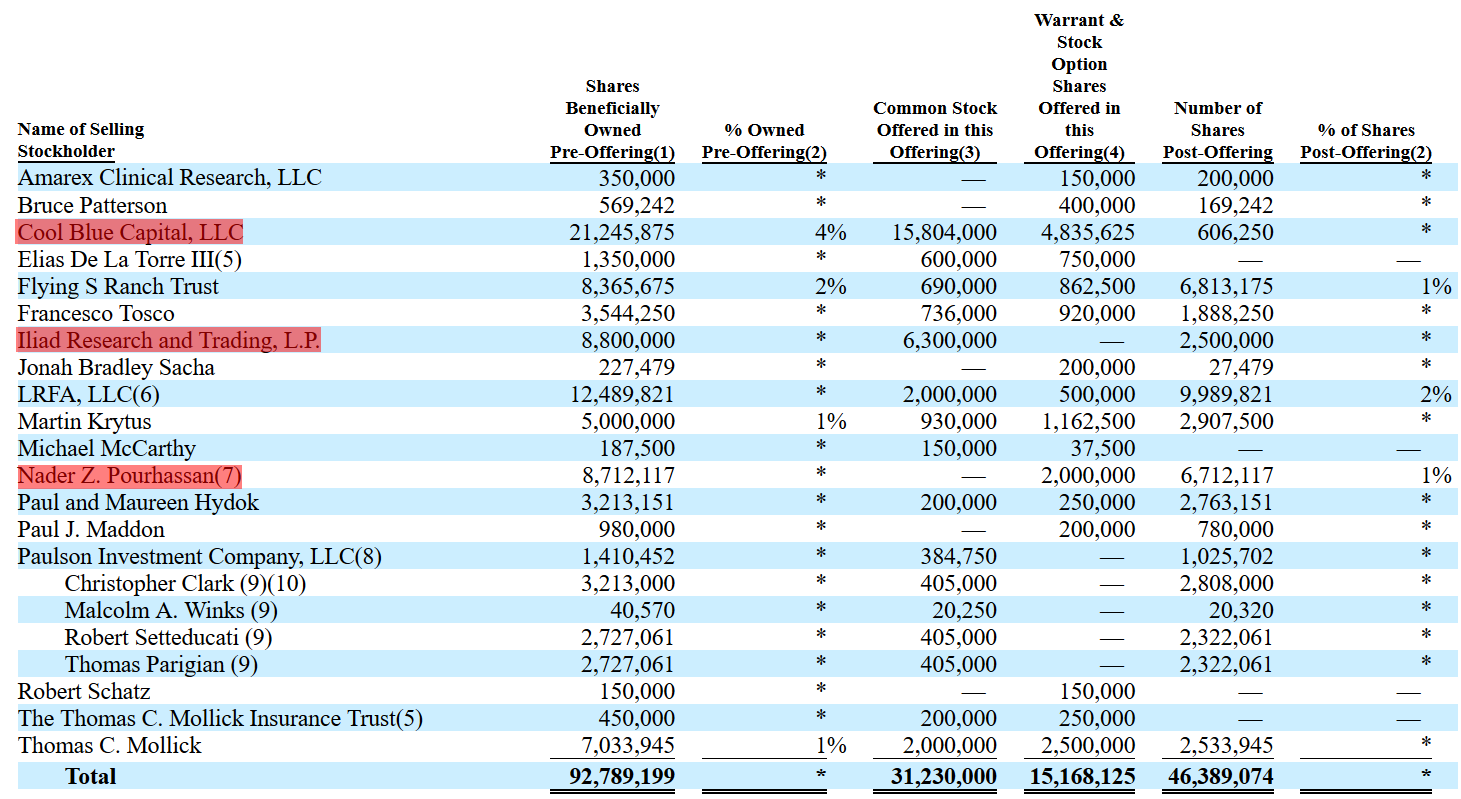 Warrant &
Stock
Option
Shares Shares
Beneficially Common Stock Offered in Number of
Name of Selling Owned % Owned Offered in this this Shares % of Shares
Stockholder Pre-Offering(1) Pre-Offering(2) Offering(3) Offering(4) Post-Offering Post-Offering(2)
Amarex Clinical Research, LLC 350,000 * — 150,000 200,000 *
Bruce Patterson 569,242 * — 400,000 169,242 *
Cool Blue Capital, LLC 21,245,875 4% 15,804,000 4,835,625 606,250 *
Elias De La Torre III(5) 1,350,000 * 600,000 750,000 — —
Flying S Ranch Trust 8,365,675 2% 690,000 862,500 6,813,175 1%
Francesco Tosco 3,544,250 * 736,000 920,000 1,888,250 *
Iliad Research and Trading, L.P. 8,800,000 * 6,300,000 — 2,500,000 *
Jonah Bradley Sacha 227,479 * — 200,000 27,479 *
LRFA, LLC(6) 12,489,821 * 2,000,000 500,000 9,989,821 2%
Martin Krytus 5,000,000 1% 930,000 1,162,500 2,907,500 *
Michael McCarthy 187,500 * 150,000 37,500 — —
Nader Z. Pourhassan(7) 8,712,117 * — 2,000,000 6,712,117 1%
Paul and Maureen Hydok 3,213,151 * 200,000 250,000 2,763,151 *
Paul J. Maddon 980,000 * — 200,000 780,000 *
Paulson Investment Company, LLC(8) 1,410,452 * 384,750 — 1,025,702 *
Christopher Clark (9)(10) 3,213,000 * 405,000 — 2,808,000 *
Malcolm A. Winks (9) 40,570 * 20,250 — 20,320 *
Robert Setteducati (9) 2,727,061 * 405,000 — 2,322,061 *
Thomas Parigian (9) 2,727,061 * 405,000 — 2,322,061 *
Robert Schatz 150,000 * — 150,000 — —
The Thomas C. Mollick Insurance Trust(5) 450,000 * 200,000 250,000 — —
Thomas C. Mollick 7,033,945 1% 2,000,000 2,500,000 2,533,945 *
Total 92,789,199 * 31,230,000 15,168,125 46,389,074 *